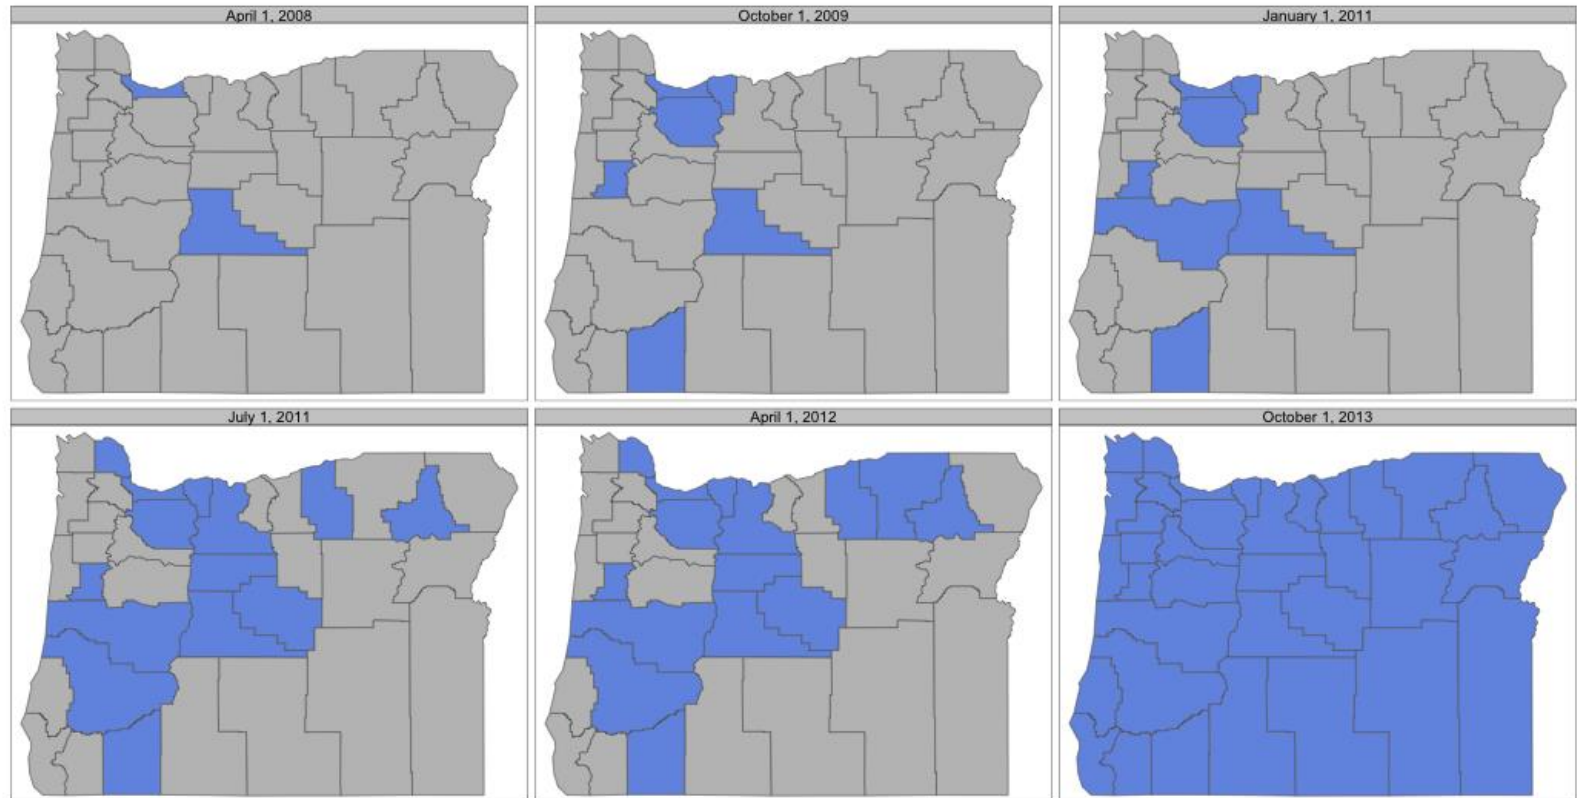 April 1, 2008
October 1, 2009
January 1, 2011
July 1, 2011
April 1, 2012
October 1, 2013